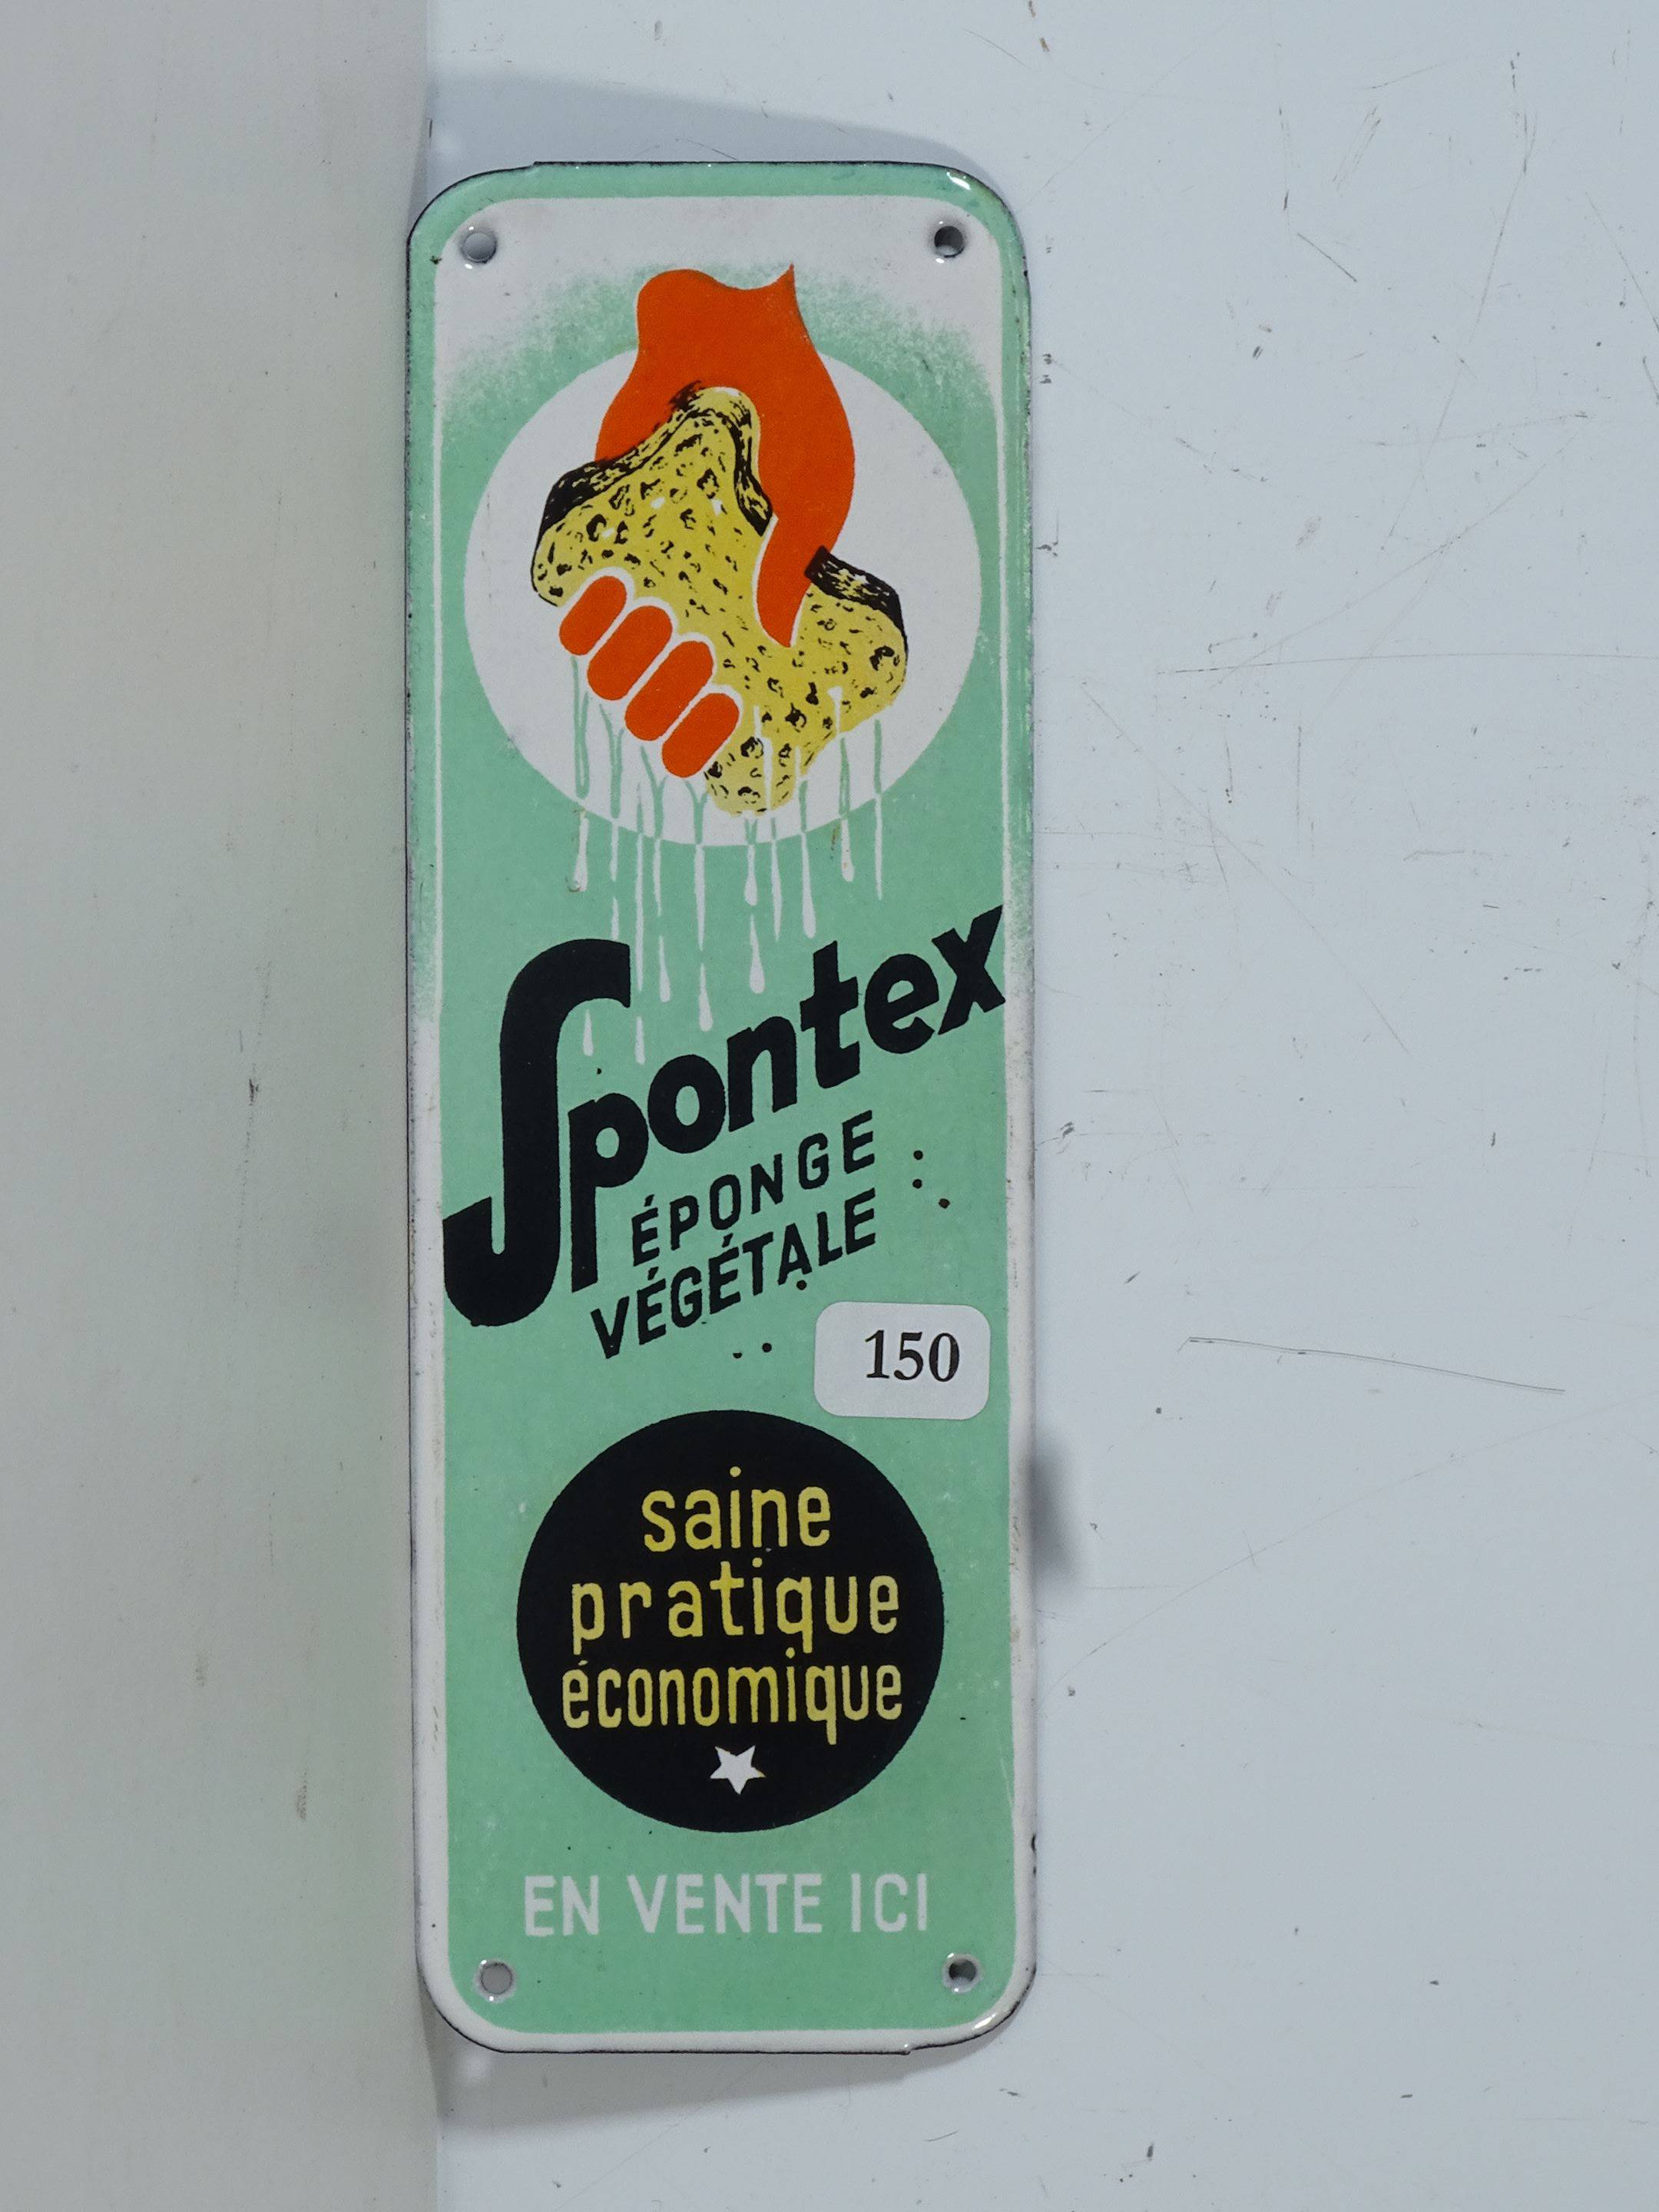 Spontex
ÉPONGE
VÉGÉTALE
150
saine
pratique
économique
EN VENTE ICI